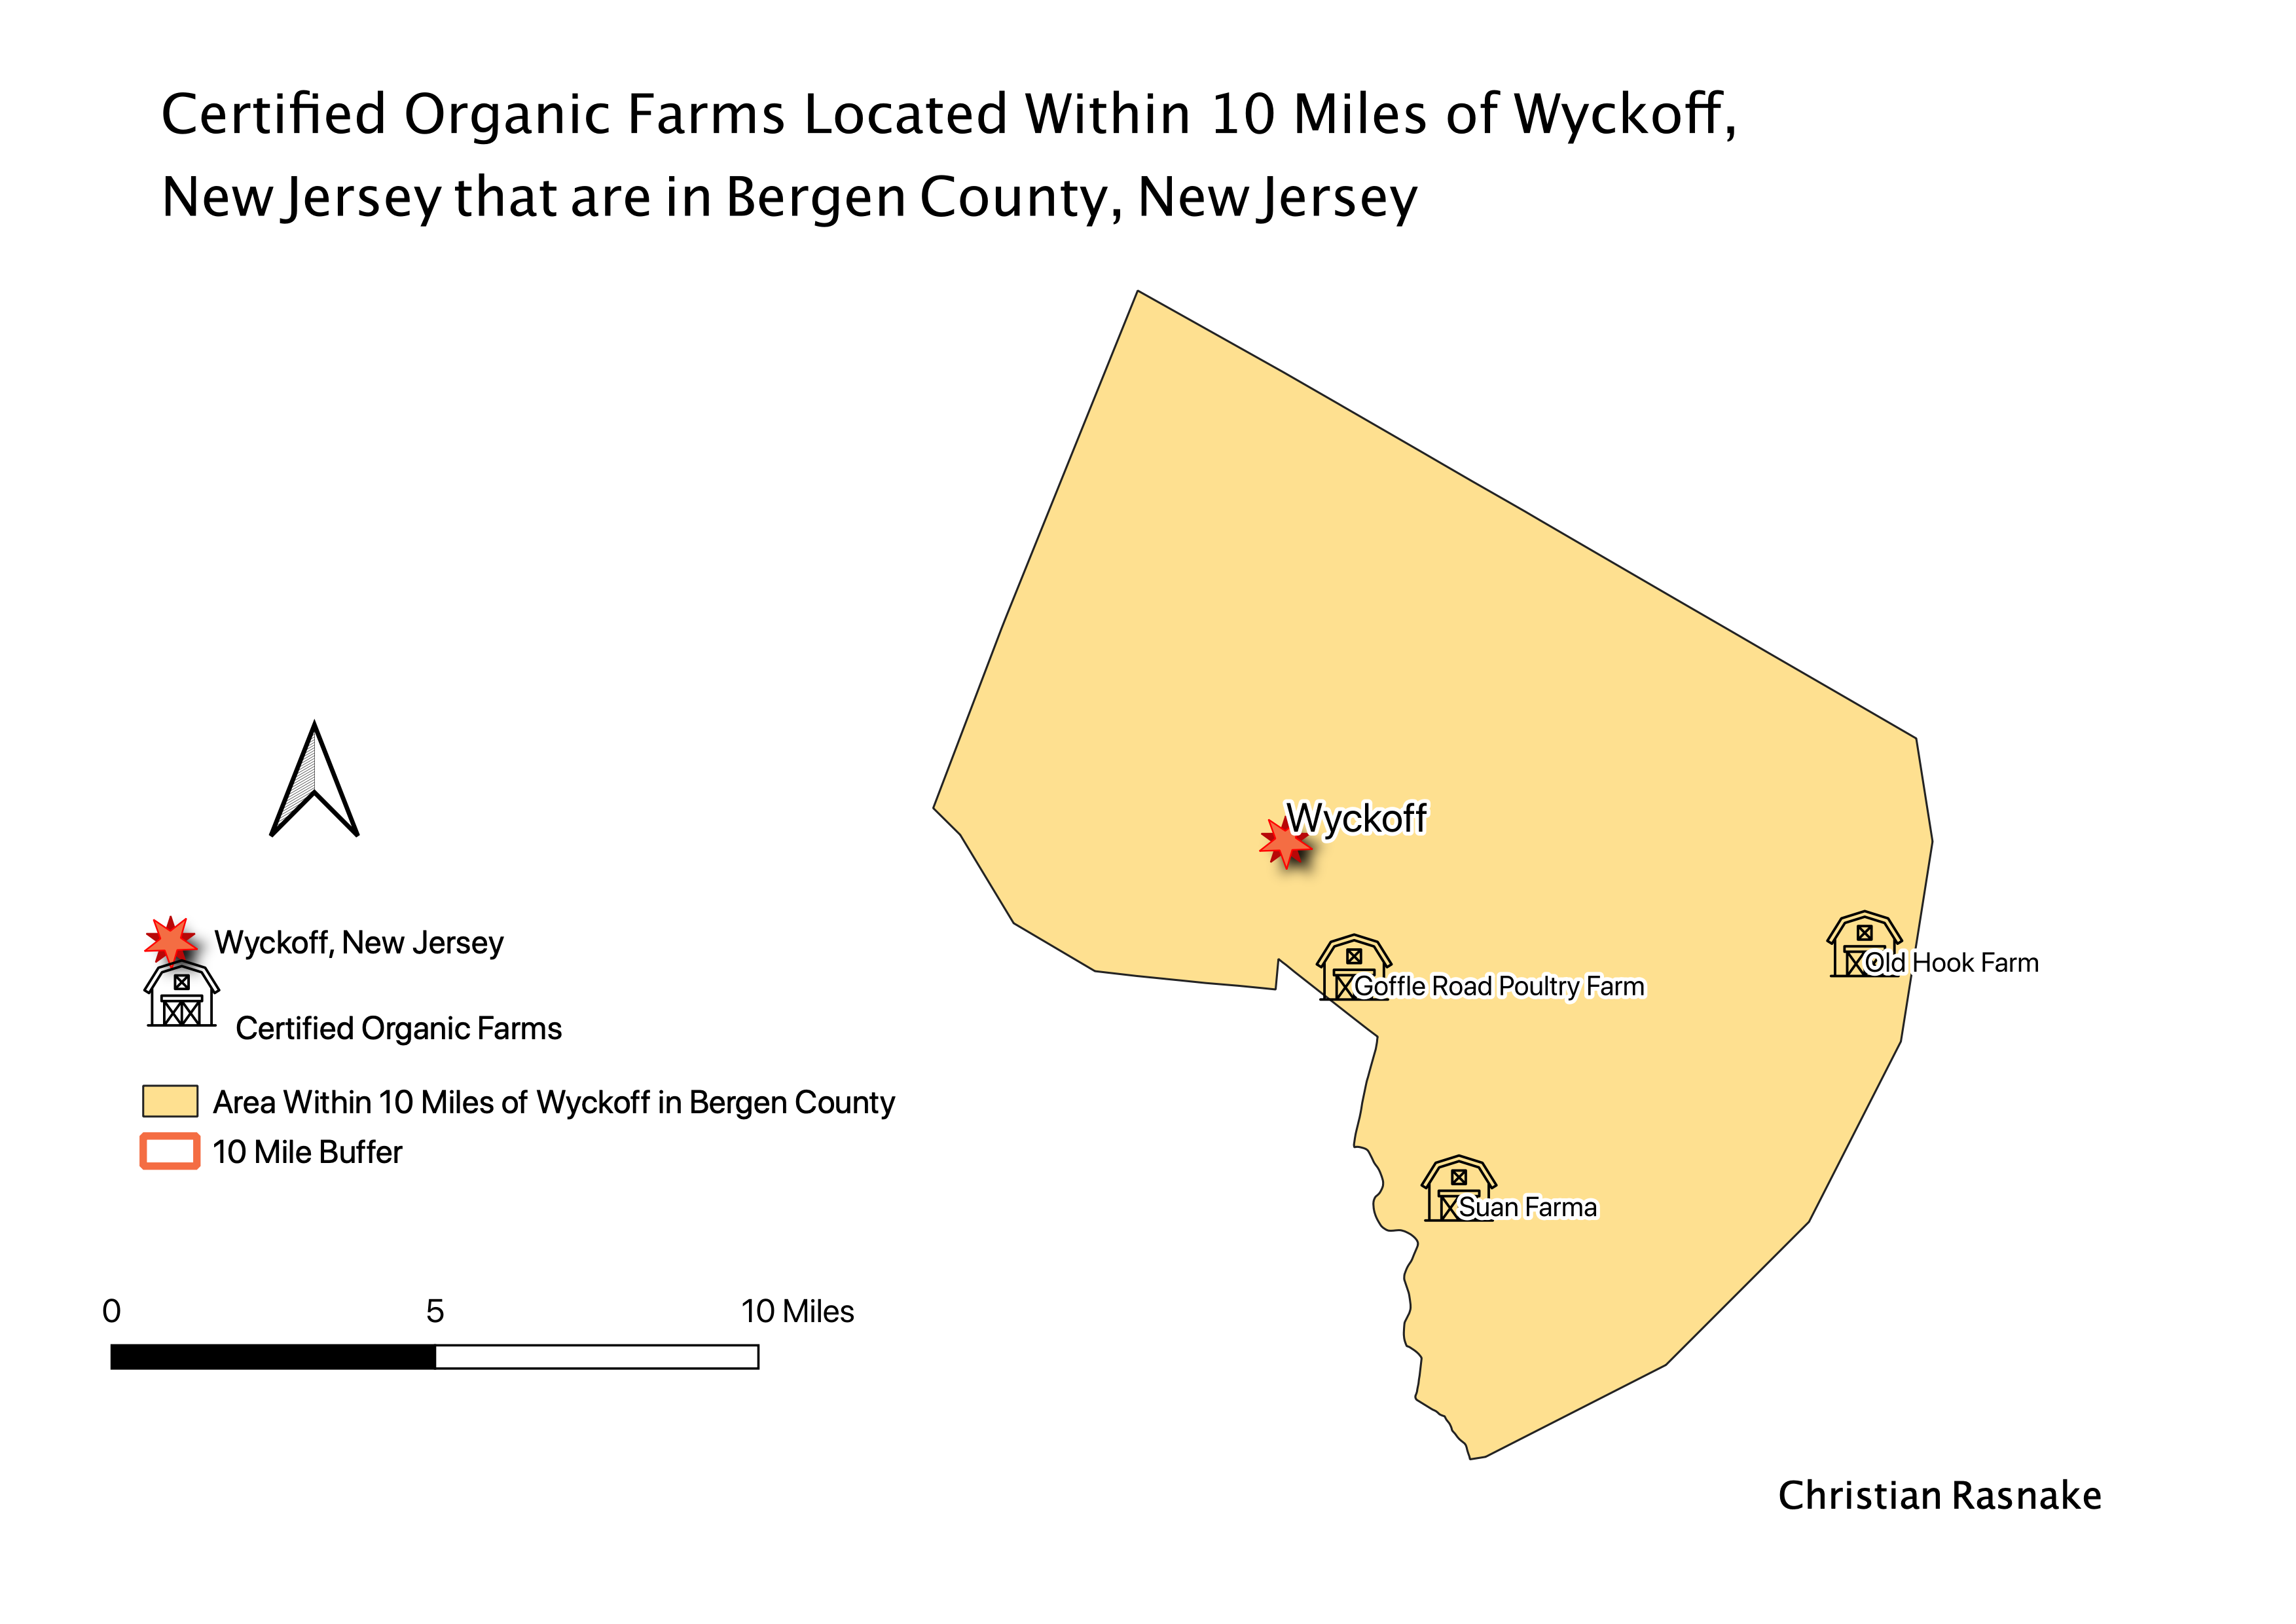 Certified Organic Farms Located Within 10 Miles of Wyckoff,
New Jersey that are in Bergen County, New Jersey
Wyckoff
Old Hook Farm
Goffle Road Poultry Farm
Suan Farma
Wyckoff, New Jersey
Certified Organic Farms
Area Within 10 Miles of Wyckoff in Bergen County
10 Mile Buffer
0 5 10 Miles
Christian Rasnake